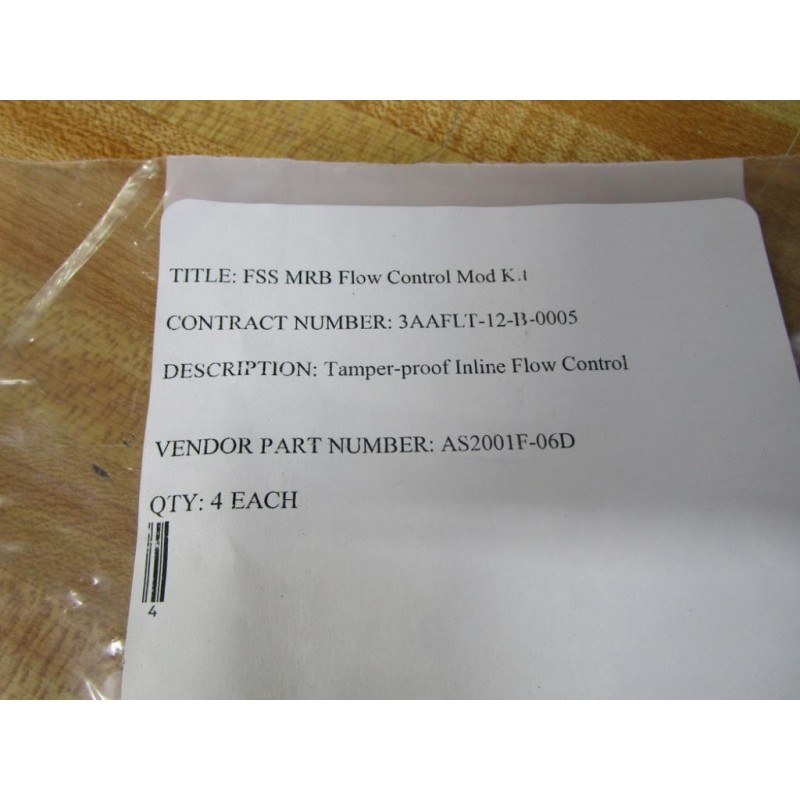 TITLE: FSS MRB Flow Control Mod Kit
CONTRACT NUMBER: 3AAFLT-12-B-0005
DESCRIPTION: Tamper-proof Inline Flow Control
VENDOR PART NUMBER: AS2001F-06D
QTY: 4 EACH
4